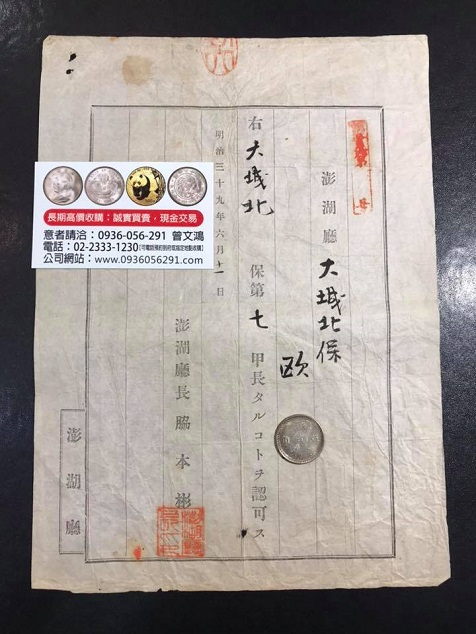 澎湖廳 大城北保
歐
右大城北保第七甲長タルコトヲ認可ス
明治三十九年六月十一日
澎湖廳長 脇本彬
澎湖廳
長期高價收購；誠實買賣，現金交易
意者請洽：0936-056-291 曾文鴻
電話：02-2333-1230
公司網站：www.0936056291.com